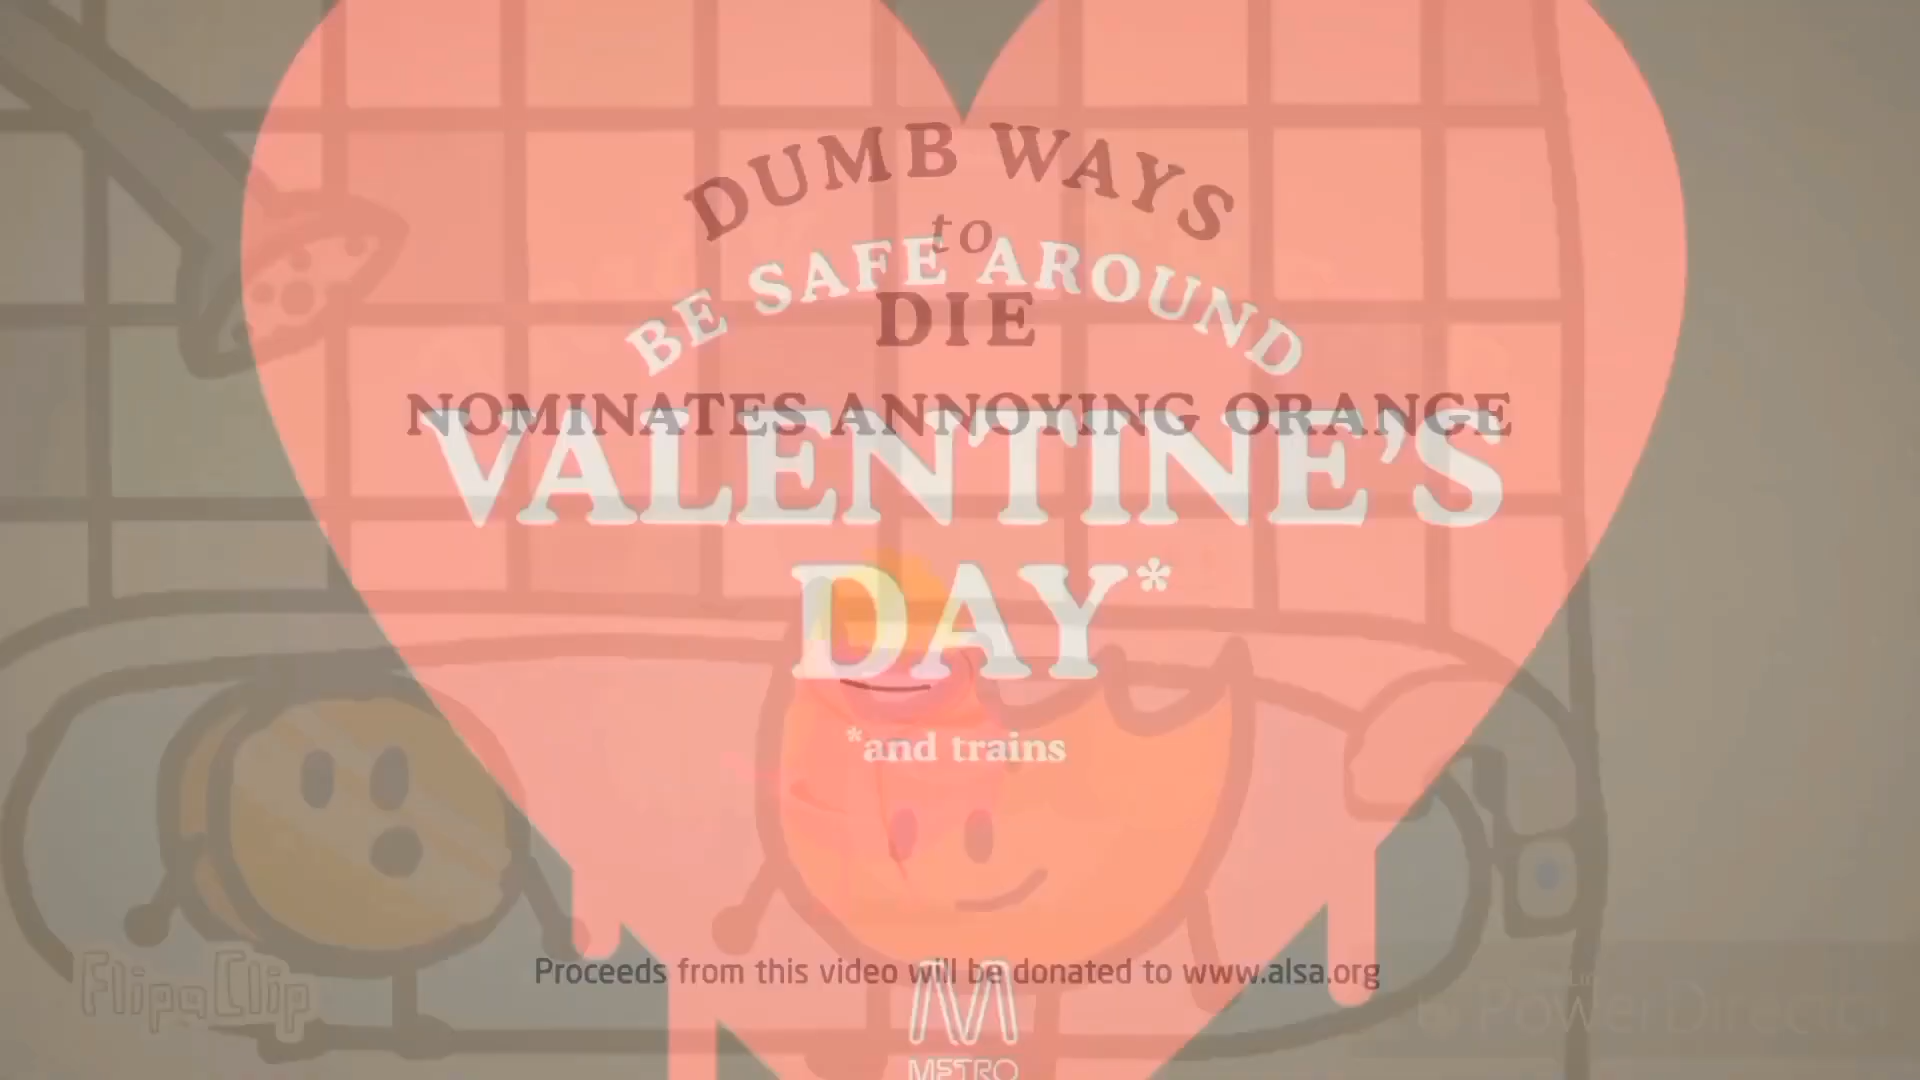 DUMB WAYS
to
DIE
BE SAFE AROUND
NOMINATES ANNOYING ORANGE
VALENTINE'S
DAY*
*and trains
Proceeds from this video will be donated to www.alsa.org
METRO
FlipaClip
PowerDirector